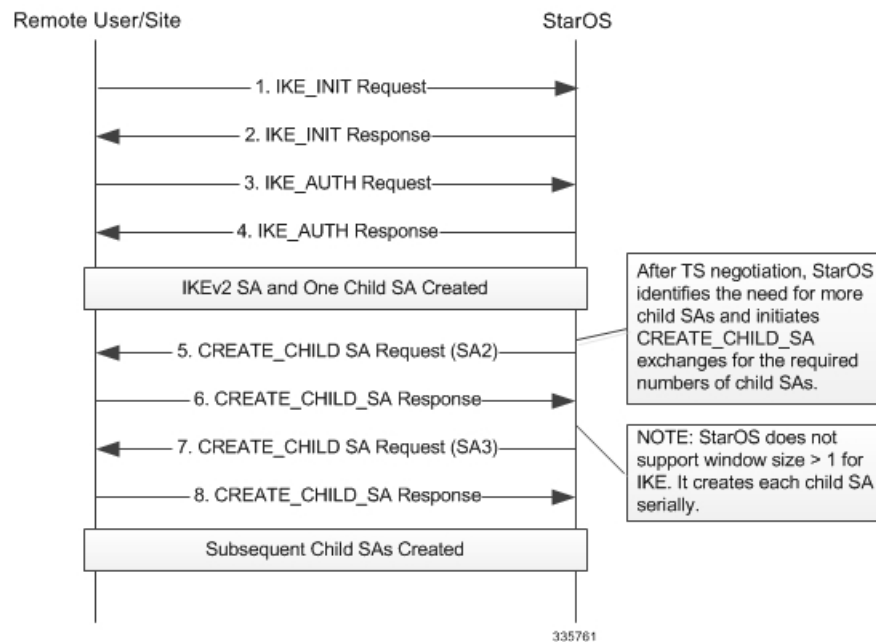 Remote User/Site
StarOS
1. IKE_INIT Request
2. IKE_INIT Response
3. IKE_AUTH Request
4. IKE_AUTH Response
IKEv2 SA and One Child SA Created
After TS negotiation, StarOS
identifies the need for more
child SAs and initiates
CREATE_CHILD_SA
exchanges for the required
numbers of child SAs.
5. CREATE_CHILD SA Request (SA2)
6. CREATE_CHILD_SA Response
7. CREATE_CHILD SA Request (SA3)
NOTE: StarOS does not
support window size > 1 for
IKE. It creates each child SA
serially.
8. CREATE_CHILD_SA Response
Subsequent Child SAs Created
335761